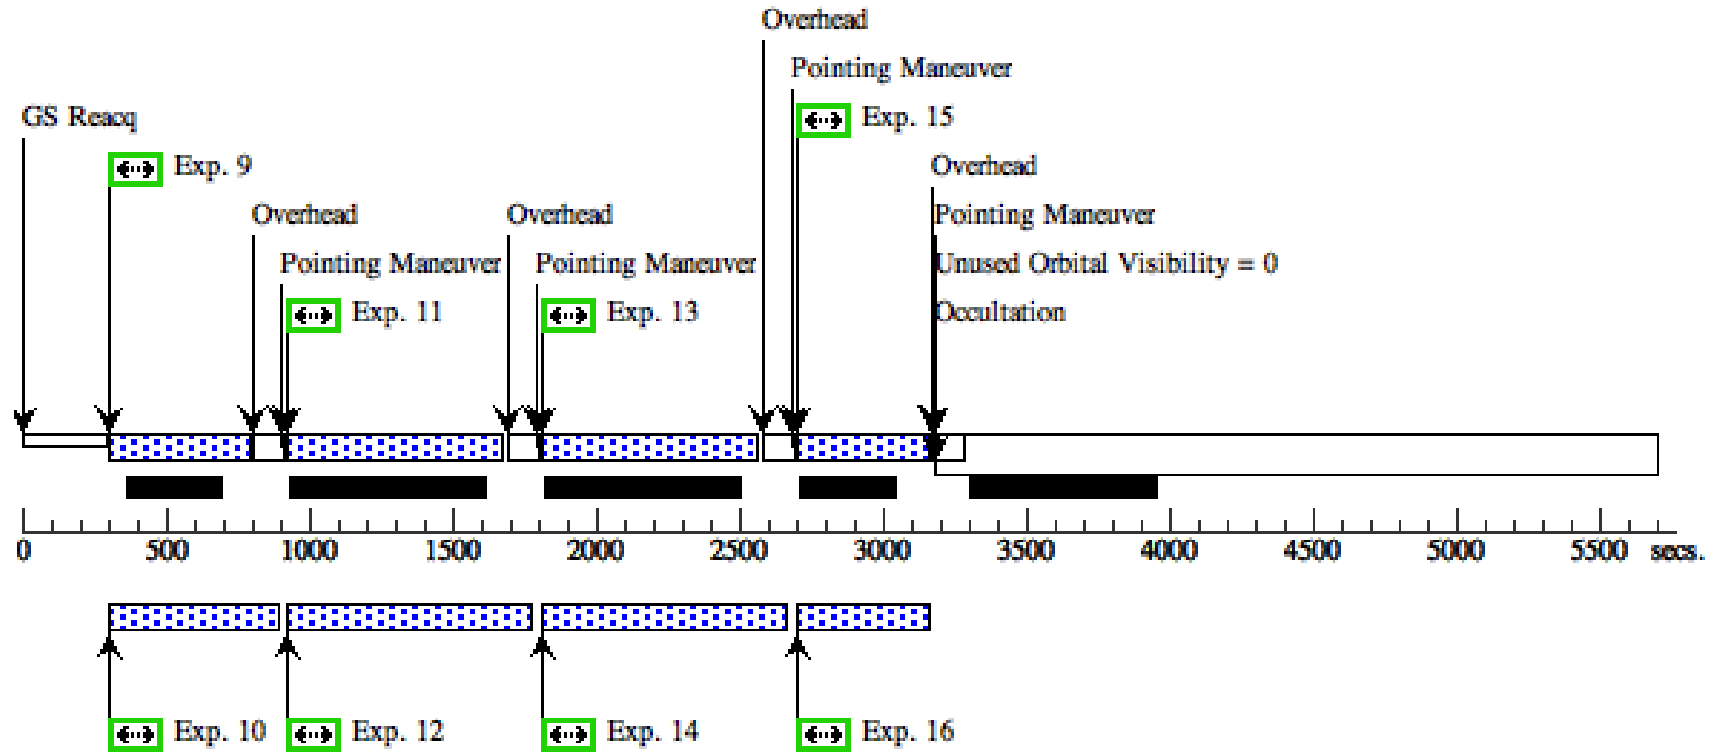 Overhead
Pointing Maneuver
GS Reacq
Exp. 15
Exp. 9
Overhead
Overhead
Overhead
Pointing Maneuver
Pointing Maneuver
Pointing Maneuver
Unused Orbital Visibility = 0
Exp. 11
Exp. 13
Occultation
0 500 1000 1500 2000 2500 3000 3500 4000 4500 5000 5500 secs.
Exp. 10
Exp. 12
Exp. 14
Exp. 16